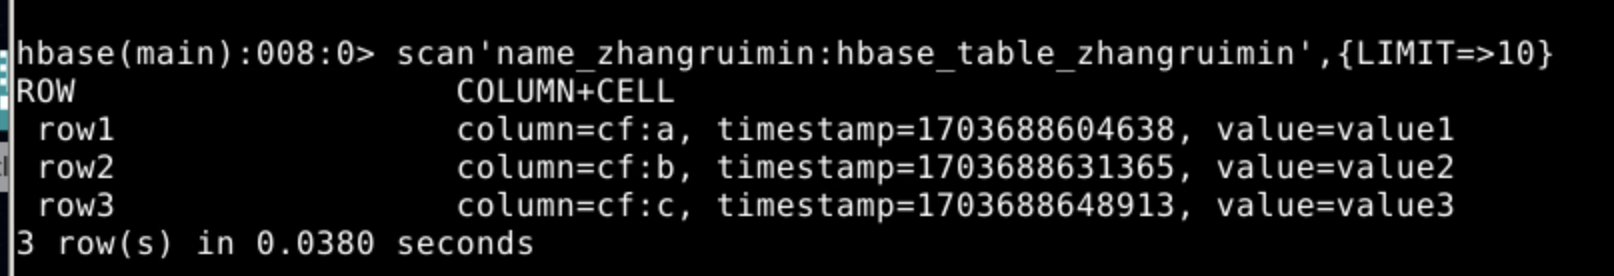 hbase(main):008:0> scan'name_zhangruimin:hbase_table_zhangruimin',{LIMIT=>10}
ROW COLUMN+CELL
row1 column=cf:a, timestamp=1703688604638, value=value1
row2 column=cf:b, timestamp=1703688631365, value=value2
row3 column=cf:c, timestamp=1703688648913, value=value3
3 row(s) in 0.0380 seconds